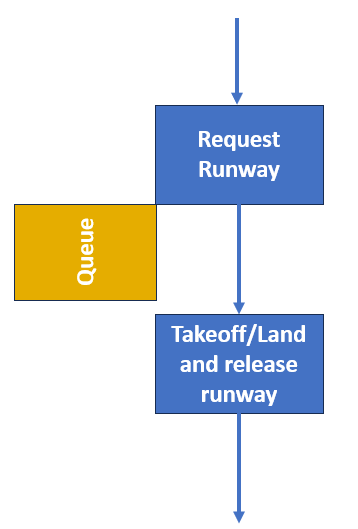 Request
Runway
Queue
Takeoff/Land
and release
runway